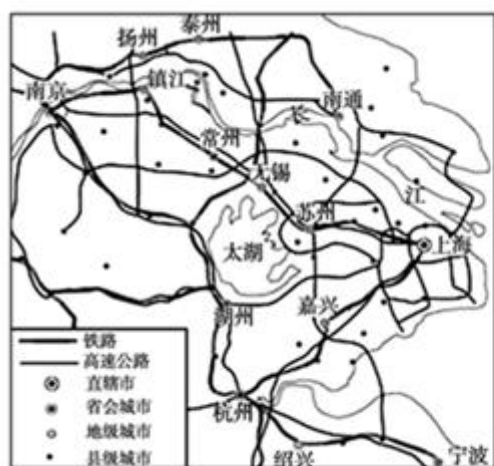 泰州
扬州
镇江
南京
南通
长
常州
无锡
江
苏州
上海
太湖
湖州
嘉兴
铁路
高速公路
直辖市
省会城市
地级城市
县级城市
杭州
绍兴
宁波